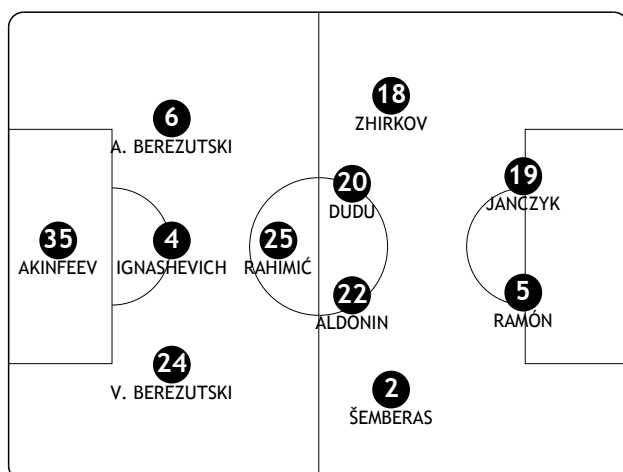 18
ZHIRKOV
6
A. BEREZUTSKI
19
JANCZYK
20
DUDU
35
AKINFEEV
4
IGNASHEVICH
25
RAHIMIĆ
22
ALDONIN
5
RAMÓN
24
V. BEREZUTSKI
2
ŠEMBERAS